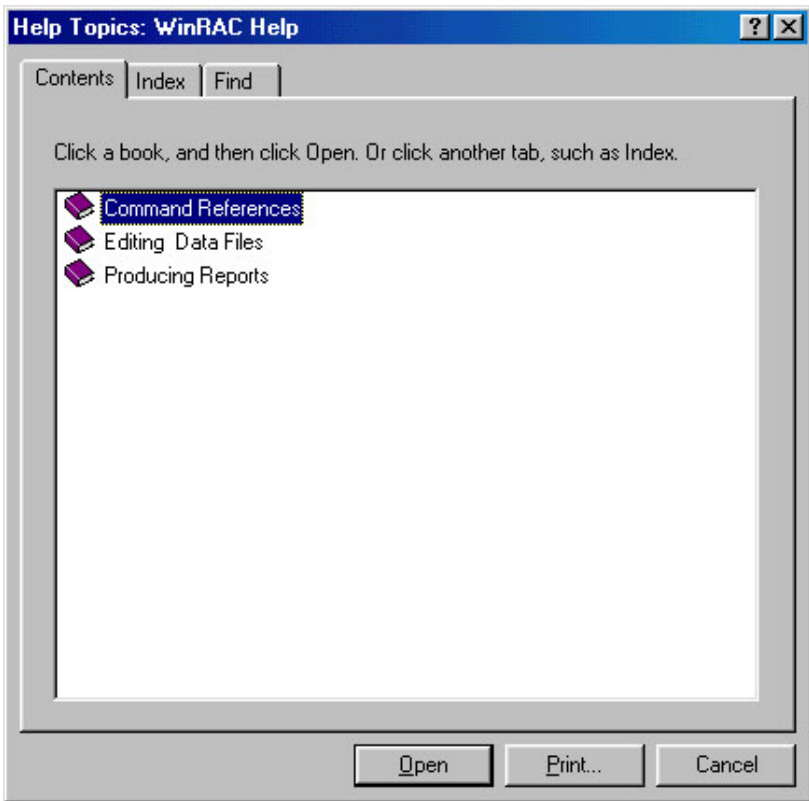 Help Topics: WinRAC Help
Contents Index Find
Click a book, and then click Open. Or click another tab, such as Index.
Command References
Editing Data Files
Producing Reports
Open Print... Cancel